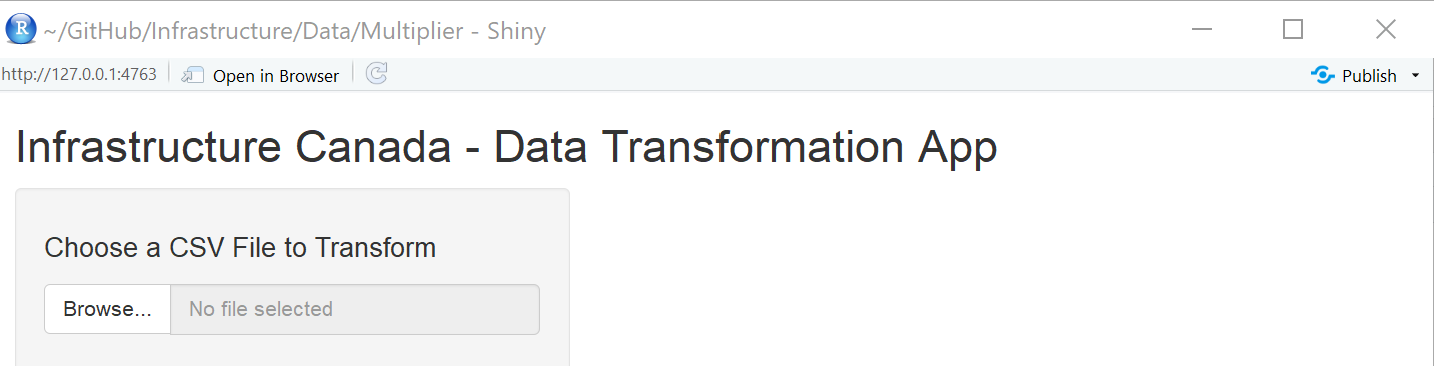 R ~/GitHub/Infrastructure/Data/Multiplier - Shiny
http://127.0.0.1:4763 Open in Browser Publish
Infrastructure Canada - Data Transformation App
Choose a CSV File to Transform
Browse... No file selected